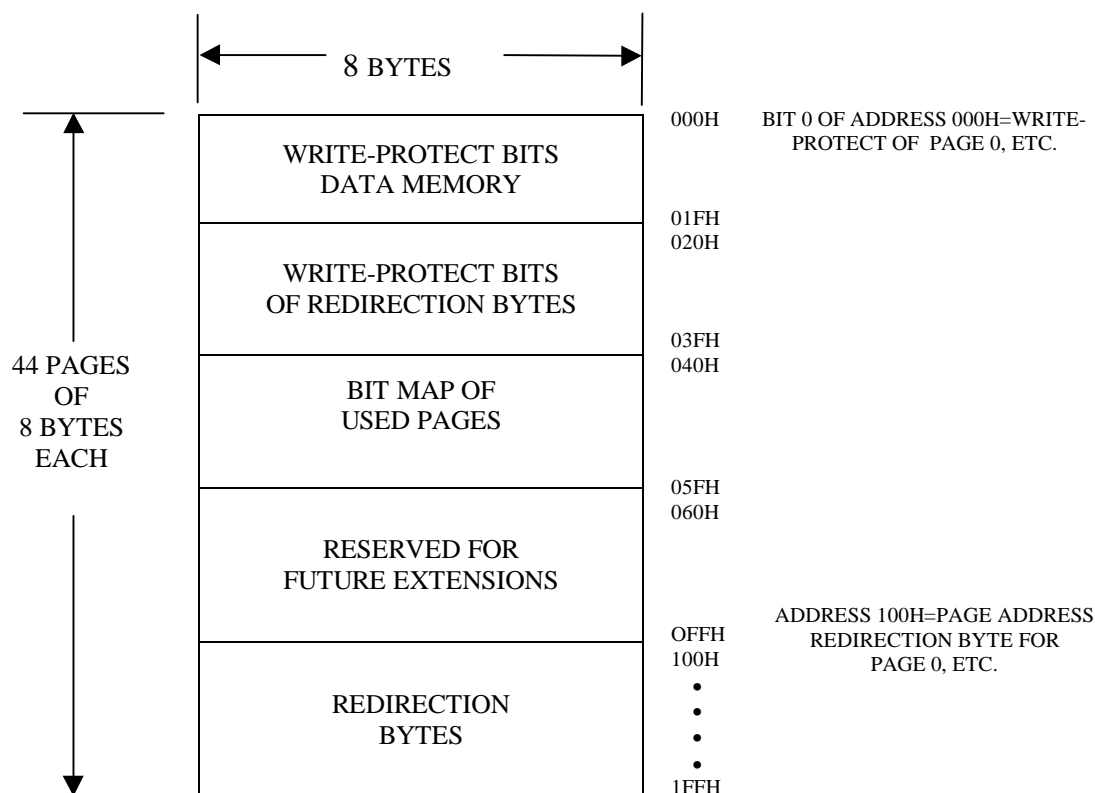 8 BYTES
000H
BIT 0 OF ADDRESS 000H=WRITE-
PROTECT OF PAGE 0, ETC.
WRITE-PROTECT BITS
DATA MEMORY
01FH
020H
WRITE-PROTECT BITS
OF REDIRECTION BYTES
03FH
040H
44 PAGES
OF
8 BYTES
EACH
BIT MAP OF
USED PAGES
05FH
060H
RESERVED FOR
FUTURE EXTENSIONS
OFFH
100H
ADDRESS 100H=PAGE ADDRESS
REDIRECTION BYTE FOR
PAGE 0, ETC.
REDIRECTION
BYTES
1FFH